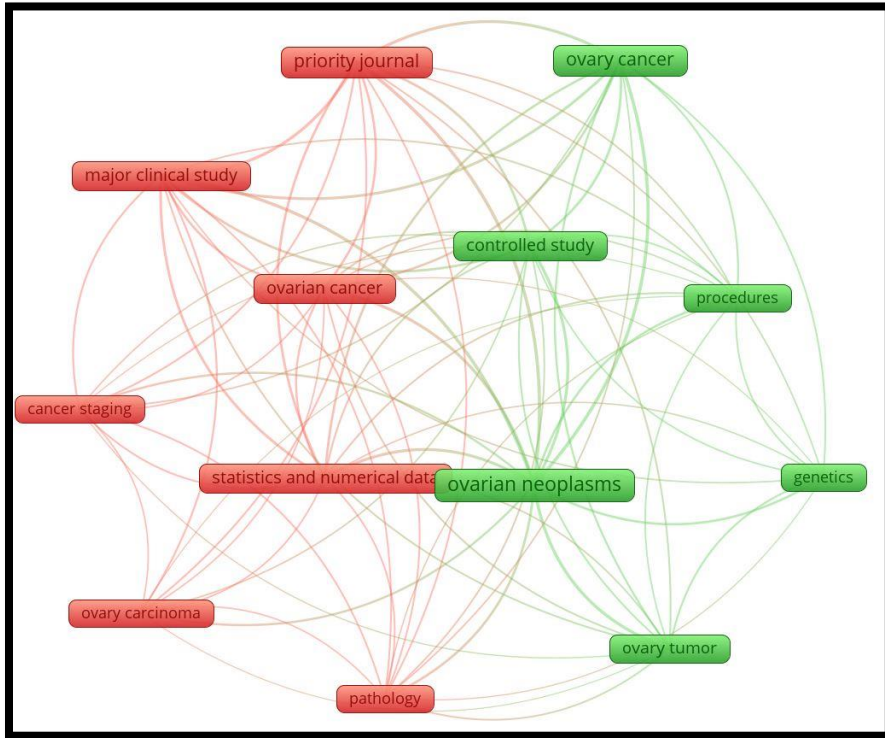 priority journal
ovary cancer
major clinical study
controlled study
ovarian cancer
procedures
cancer staging
statistics and numerical data
ovarian neoplasms
genetics
ovary carcinoma
ovary tumor
pathology